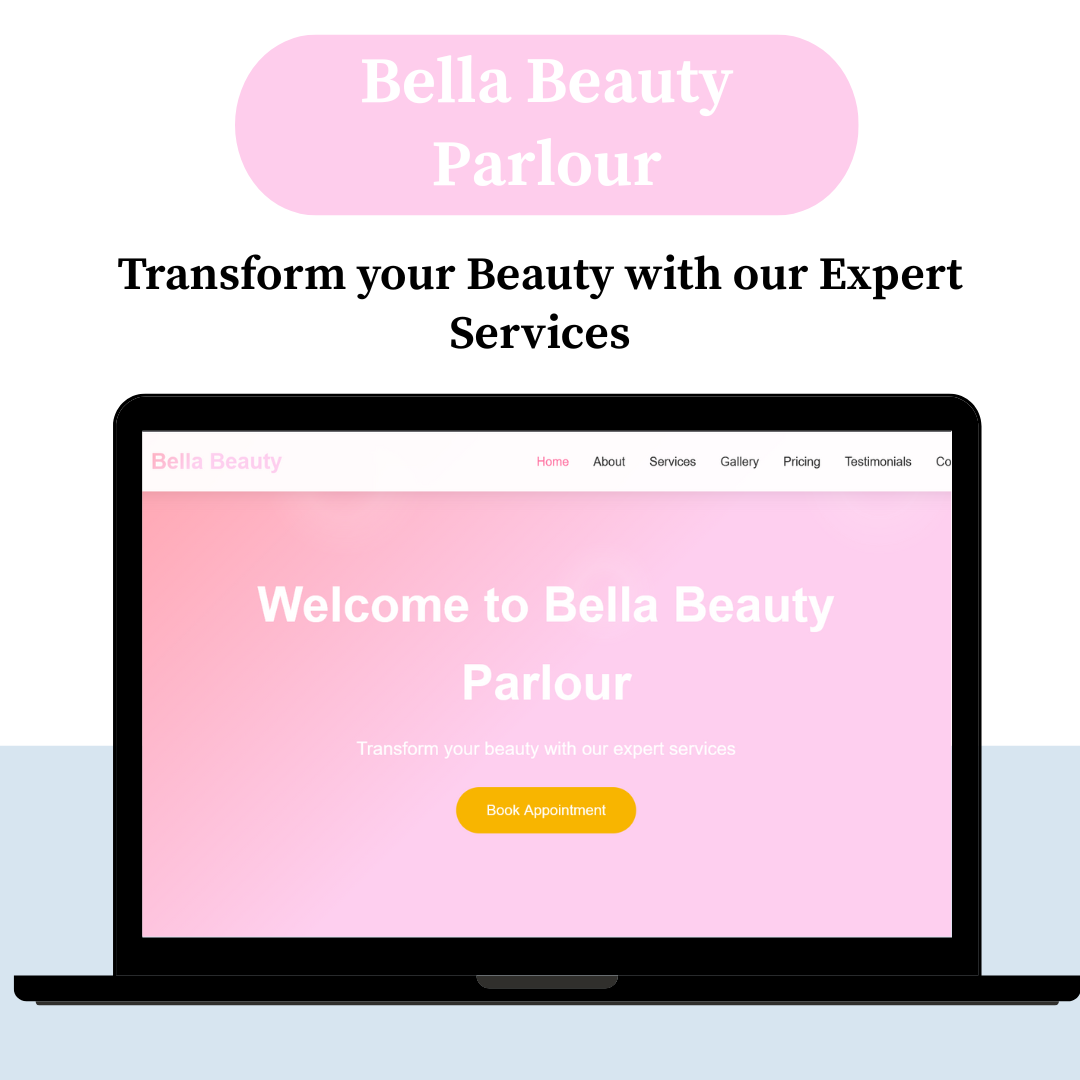 Bella Beauty
Parlour
Transform your Beauty with our Expert
Services
Bella Beauty
Home About Services Gallery Pricing Testimonials Co
Welcome to Bella Beauty
Parlour
Transform your beauty with our expert services
Book Appointment